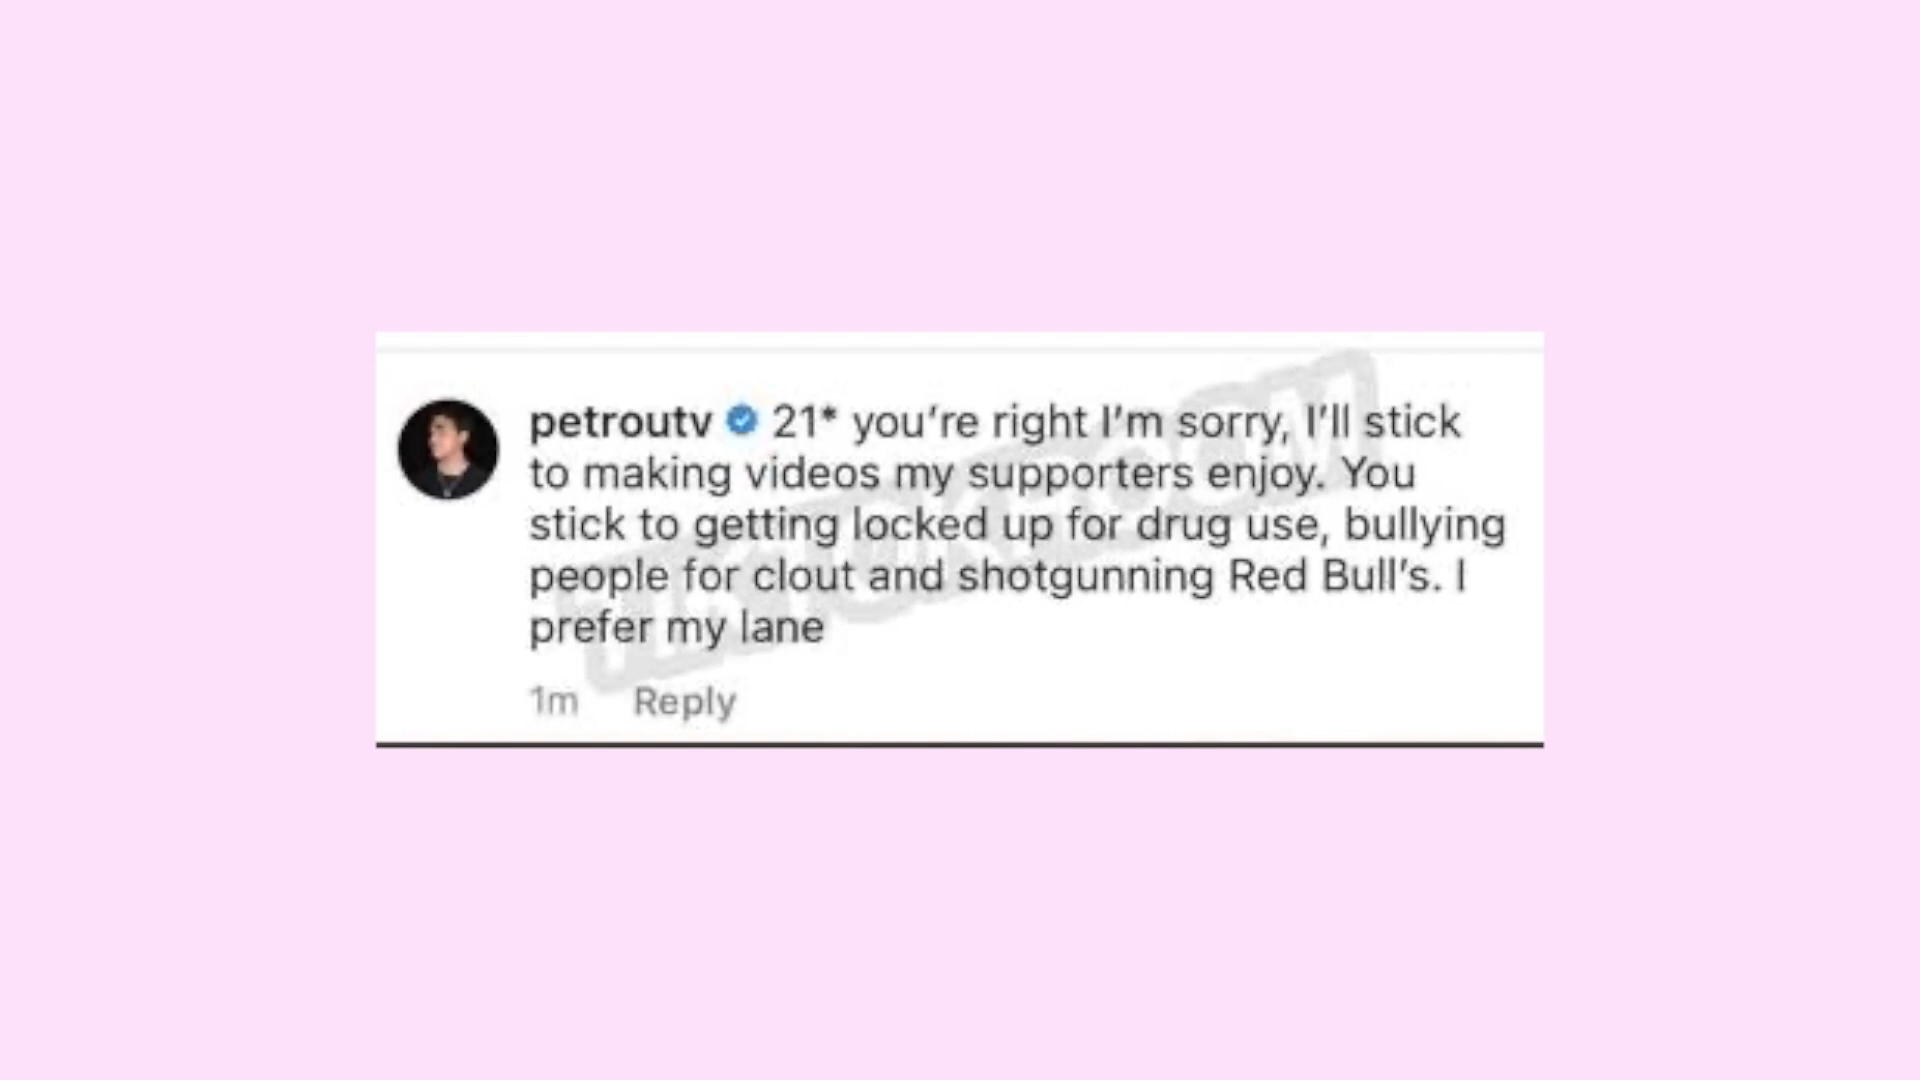 petroutv 21* you're right I'm sorry, I'll stick
to making videos my supporters enjoy. You
stick to getting locked up for drug use, bullying
people for clout and shotgunning Red Bull's. I
prefer my lane
1m Reply